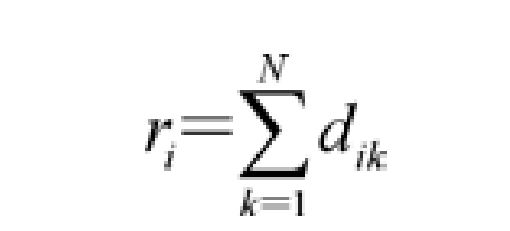 r_i = \sum_{k=1}^{N} d_{ik}